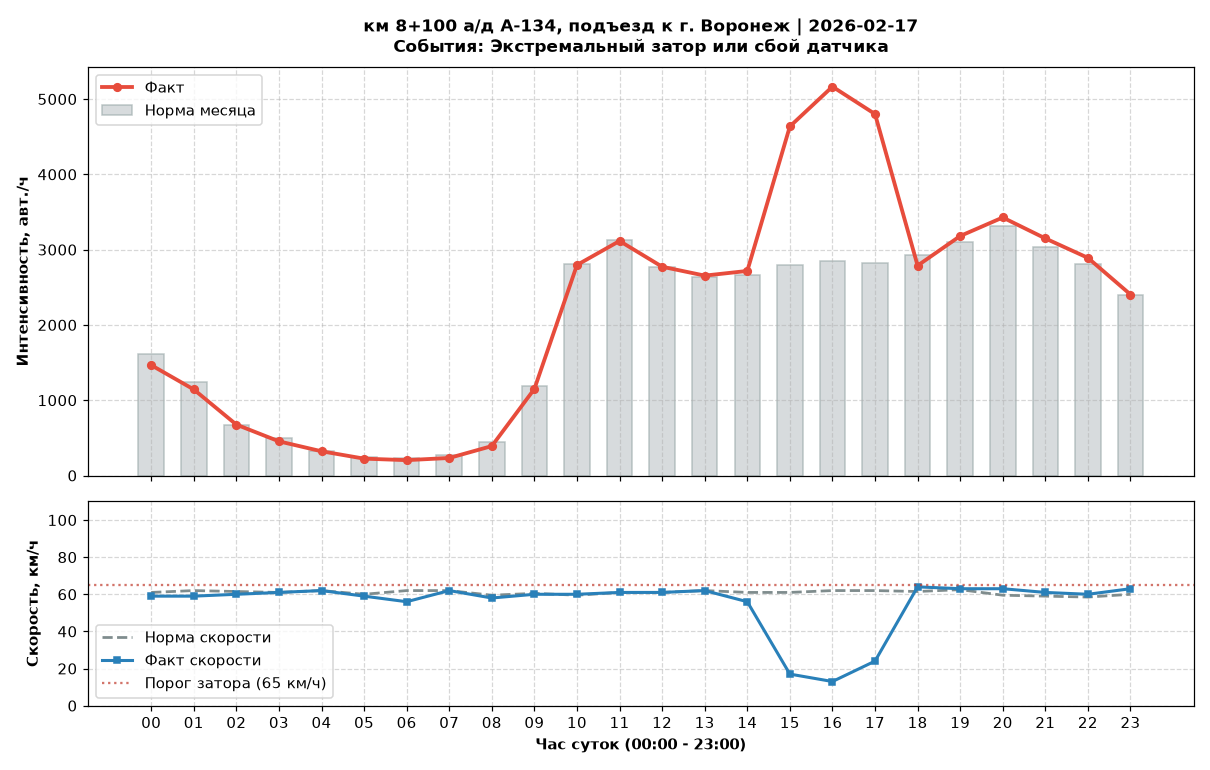 км 8+100 а/д А-134, подъезд к г. Воронеж | 2026-02-17
События: Экстремальный затор или сбой датчика
Интенсивность, авт./ч
5000
4000
3000
2000
1000
0
Факт
Норма месяца
Скорость, км/ч
100
80
60
40
20
0
Норма скорости
Факт скорости
Порог затора (65 км/ч)
00 01 02 03 04 05 06 07 08 09 10 11 12 13 14 15 16 17 18 19 20 21 22 23
Час суток (00:00 - 23:00)